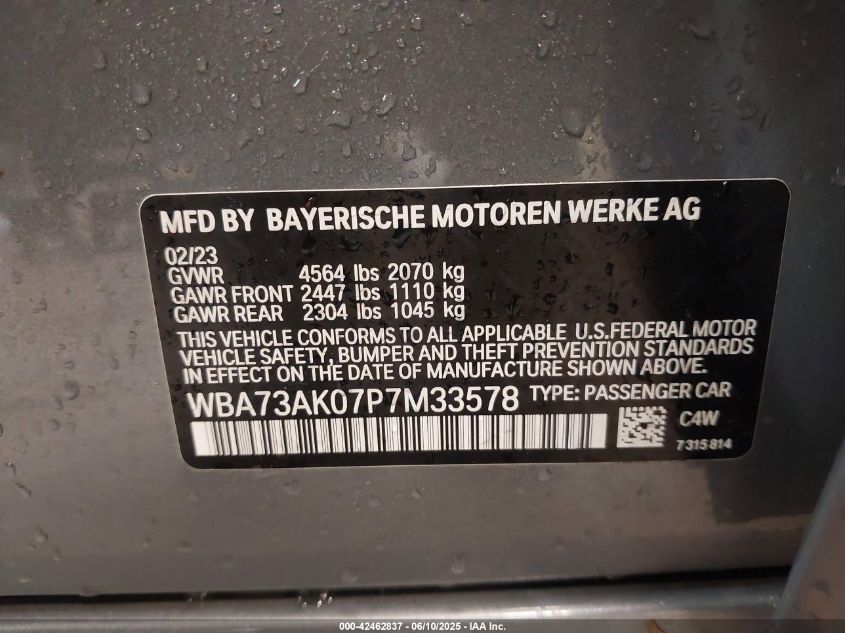 MFD BY BAYERISCHE MOTOREN WERKE AG
02/23
GVWR 4564 lbs 2070 kg
GAWR FRONT 2447 lbs 1110 kg
GAWR REAR 2304 lbs 1045 kg
THIS VEHICLE CONFORMS TO ALL APPLICABLE U.S.FEDERAL MOTOR
VEHICLE SAFETY, BUMPER AND THEFT PREVENTION STANDARDS
IN EFFECT ON THE DATE OF MANUFACTURE SHOWN ABOVE.
WBA73AK07P7M33578 TYPE: PASSENGER CAR
C4W
7315814
000-42462837 - 06/10/2025 - IAA Inc.